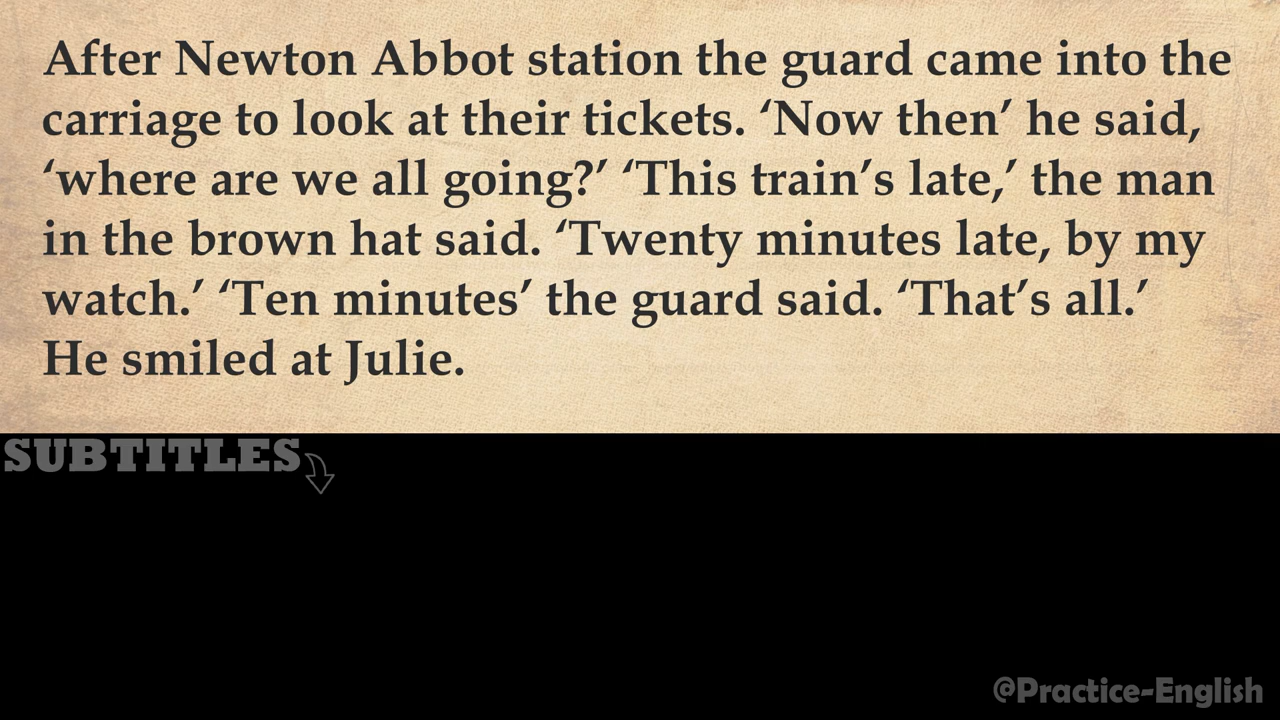 After Newton Abbot station the guard came into the
carriage to look at their tickets. ‘Now then’ he said,
‘where are we all going?’ ‘This train’s late,’ the man
in the brown hat said. ‘Twenty minutes late, by my
watch.’ ‘Ten minutes’ the guard said. ‘That’s all.’
He smiled at Julie.
SUBTITLES
@Practice-English